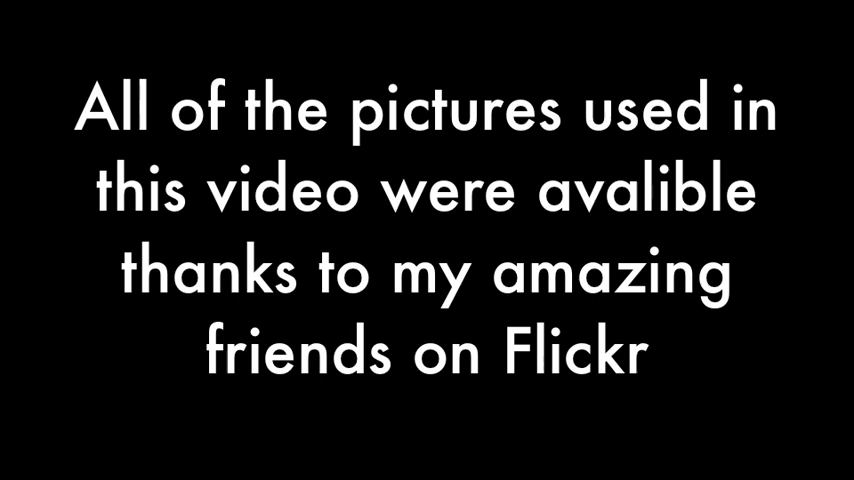 All of the pictures used in
this video were avalible
thanks to my amazing
friends on Flickr